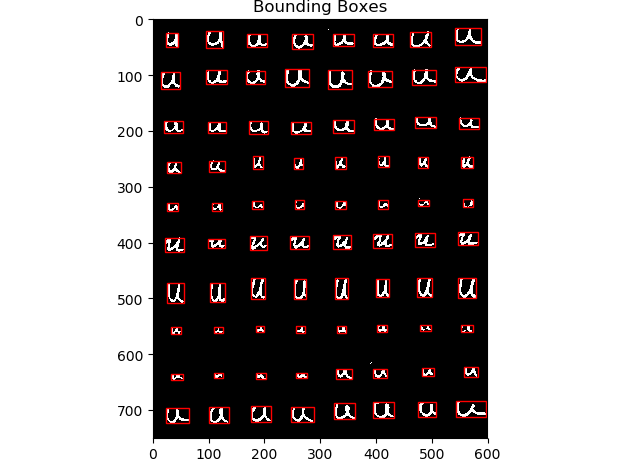 Bounding Boxes
0
u u u u u u u u
100 u u u u u u u u
200 u u u u u u u u
u u u u u u u u
300
u u u u u u u u
400 u u u u u u u u
u u u u u u u u
500
u u u u u u u u
600
u u u u u u u u
700 u u u u u u u u
0 100 200 300 400 500 600